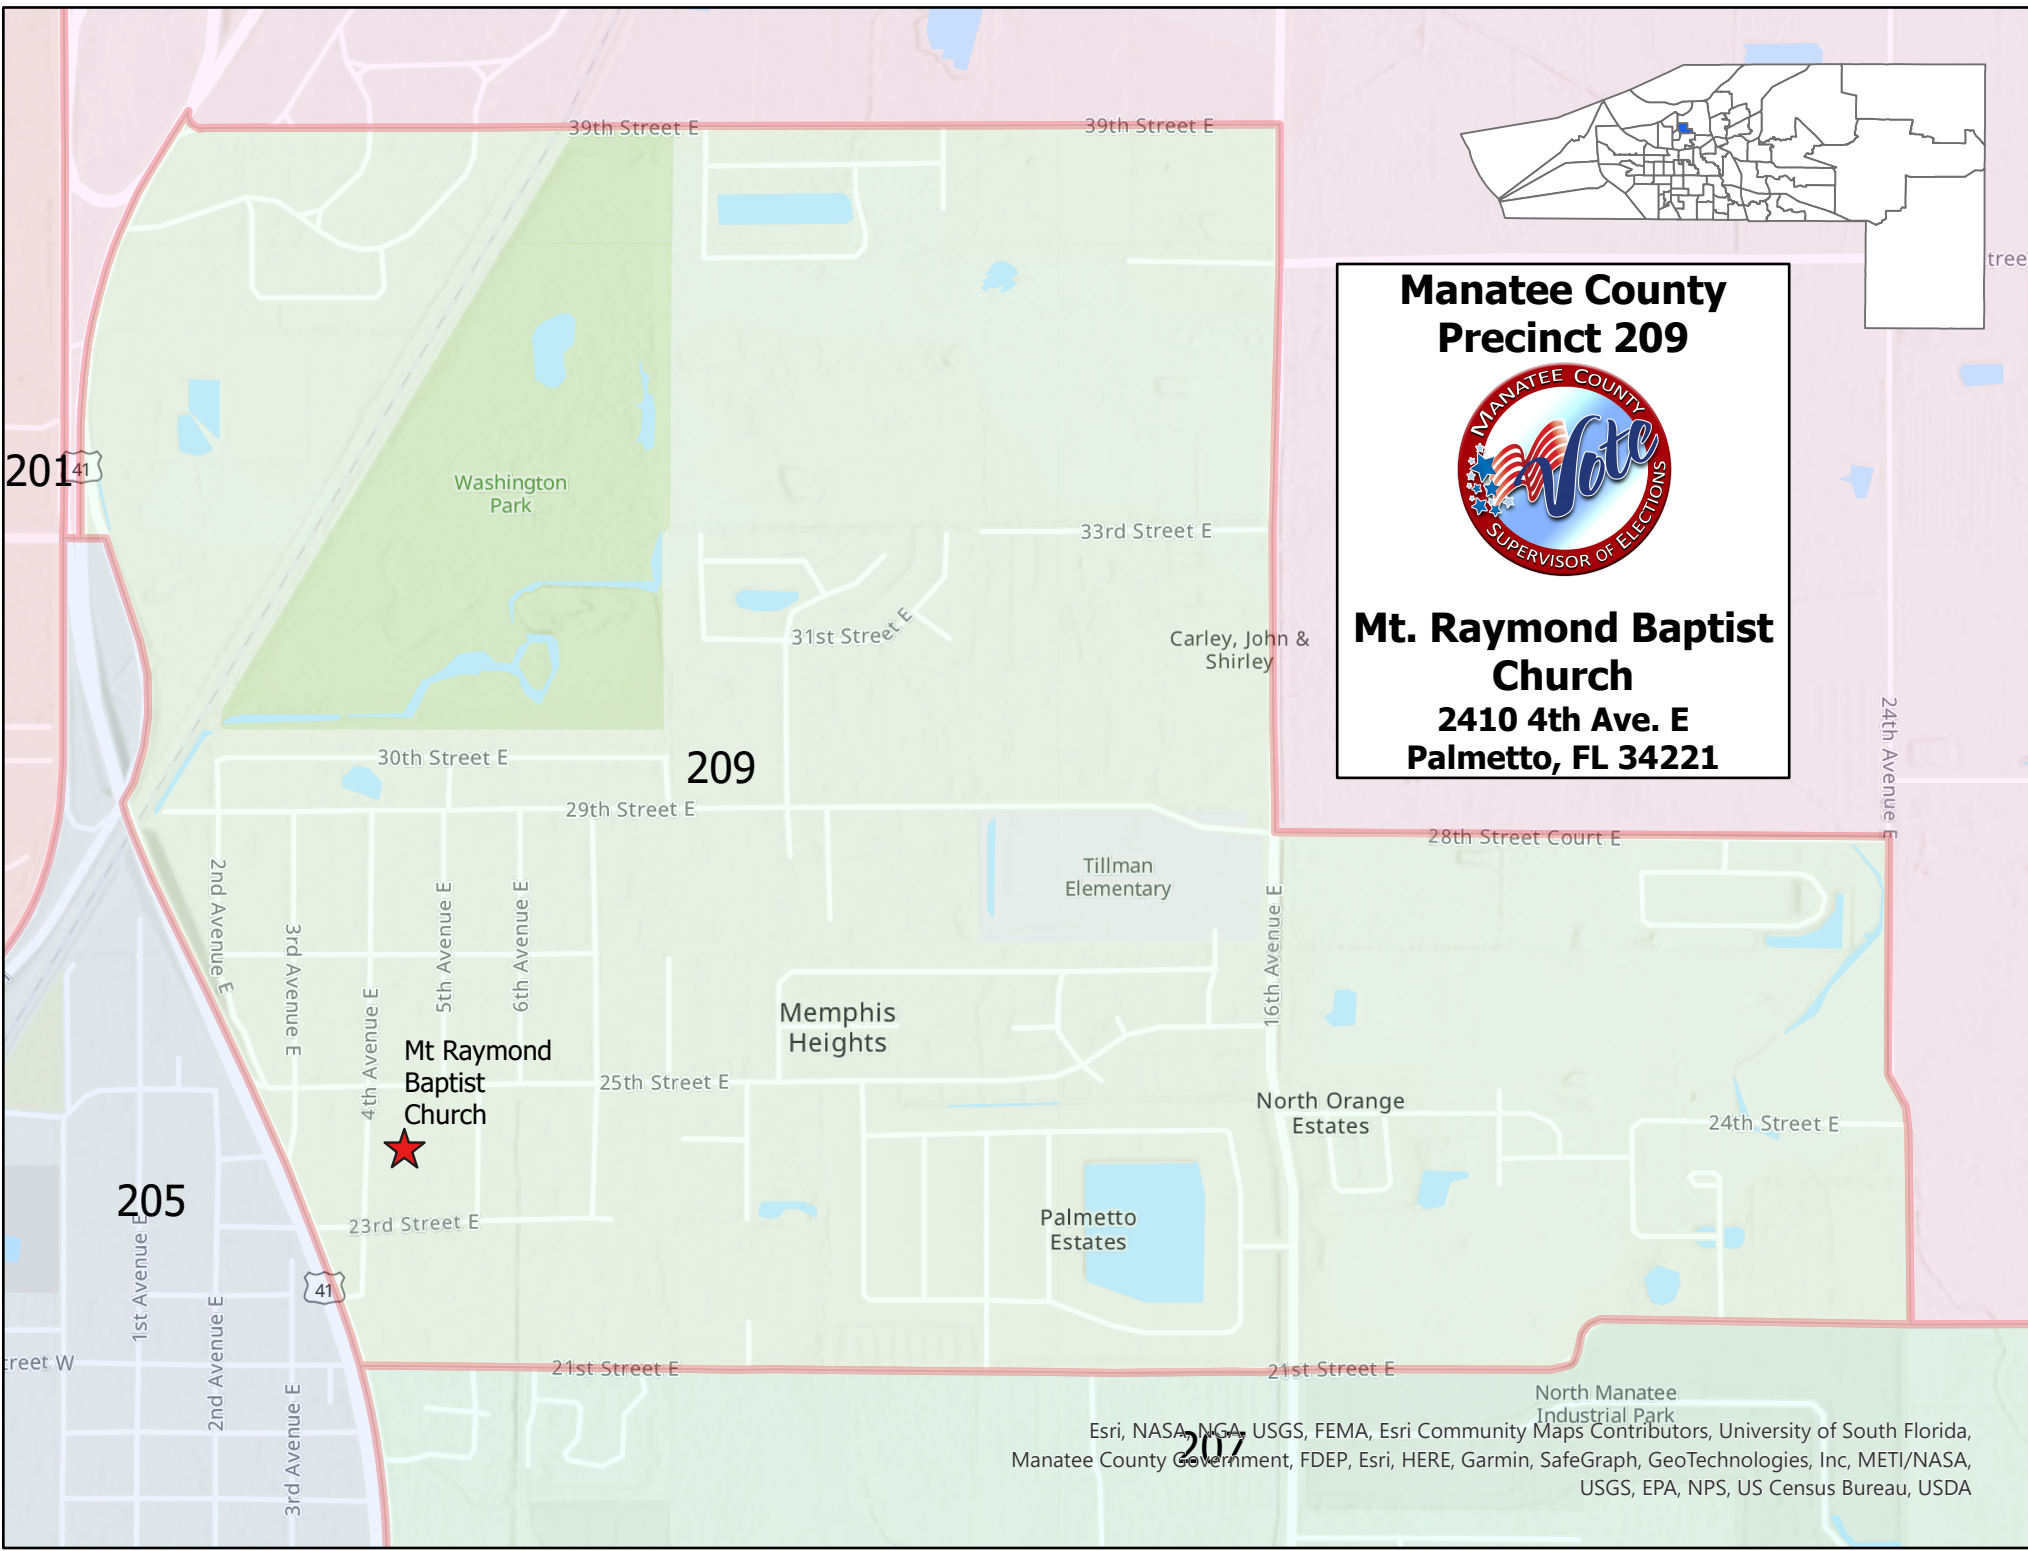 39th Street E
39th Street E
Manatee County
Precinct 209
MANATEE COUNTY
Vote
SUPERVISOR OF ELECTIONS
Mt. Raymond Baptist
Church
2410 4th Ave. E
Palmetto, FL 34221
tree
201
41
Washington
Park
33rd Street E
31st Street E
Carley, John &
Shirley
24th Avenue E
30th Street E
209
29th Street E
28th Street Court E
Tillman
Elementary
2nd Avenue E
3rd Avenue E
4th Avenue E
5th Avenue E
6th Avenue E
16th Avenue E
Memphis
Heights
Mt Raymond
Baptist
Church
25th Street E
North Orange
Estates
24th Street E
205
23rd Street E
Palmetto
Estates
1st Avenue E
2nd Avenue E
3rd Avenue E
41
treet W
21st Street E
21st Street E
North Manatee
Industrial Park
207
Esri, NASA, NGA, USGS, FEMA, Esri Community Maps Contributors, University of South Florida,
Manatee County Government, FDEP, Esri, HERE, Garmin, SafeGraph, GeoTechnologies, Inc, METI/NASA,
USGS, EPA, NPS, US Census Bureau, USDA